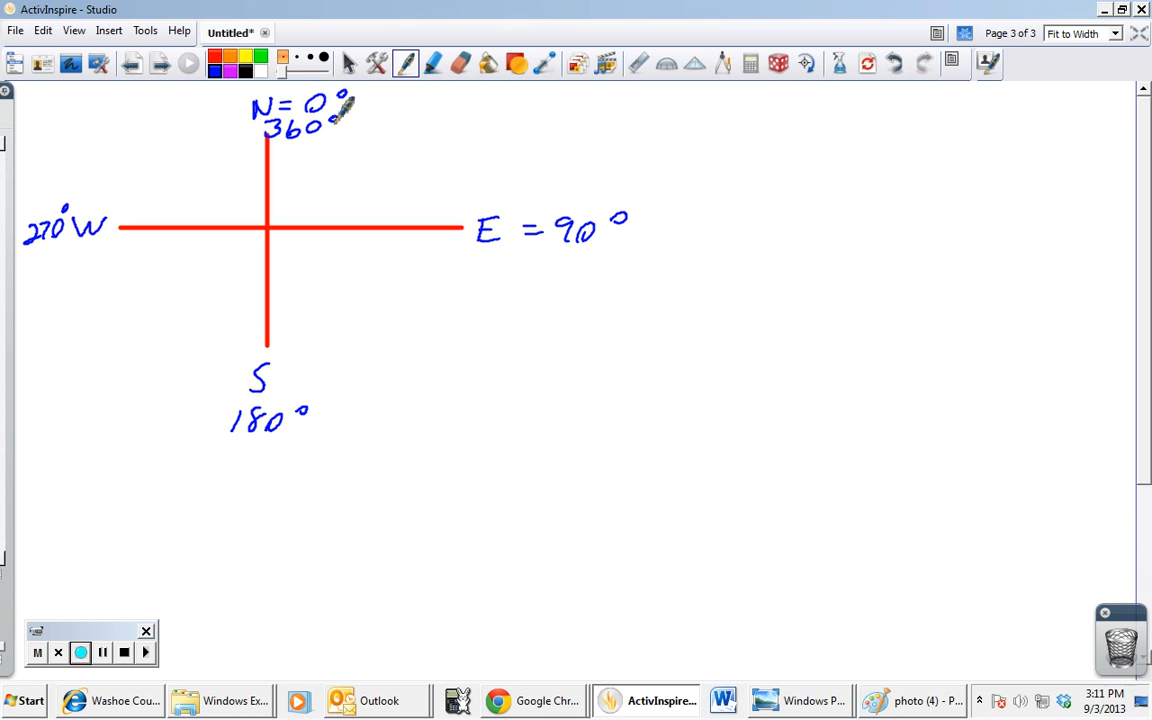 ActivInspire - Studio
File Edit View Insert Tools Help Untitled* Page 3 of 3 Fit to Width
N = 0°
360°
270° W E = 90°
S
180°
M
Start Washoe Cou... Windows Ex... Outlook Google Chr... ActivInspire... Windows P... photo (4) - P... 3:11 PM
9/3/2013